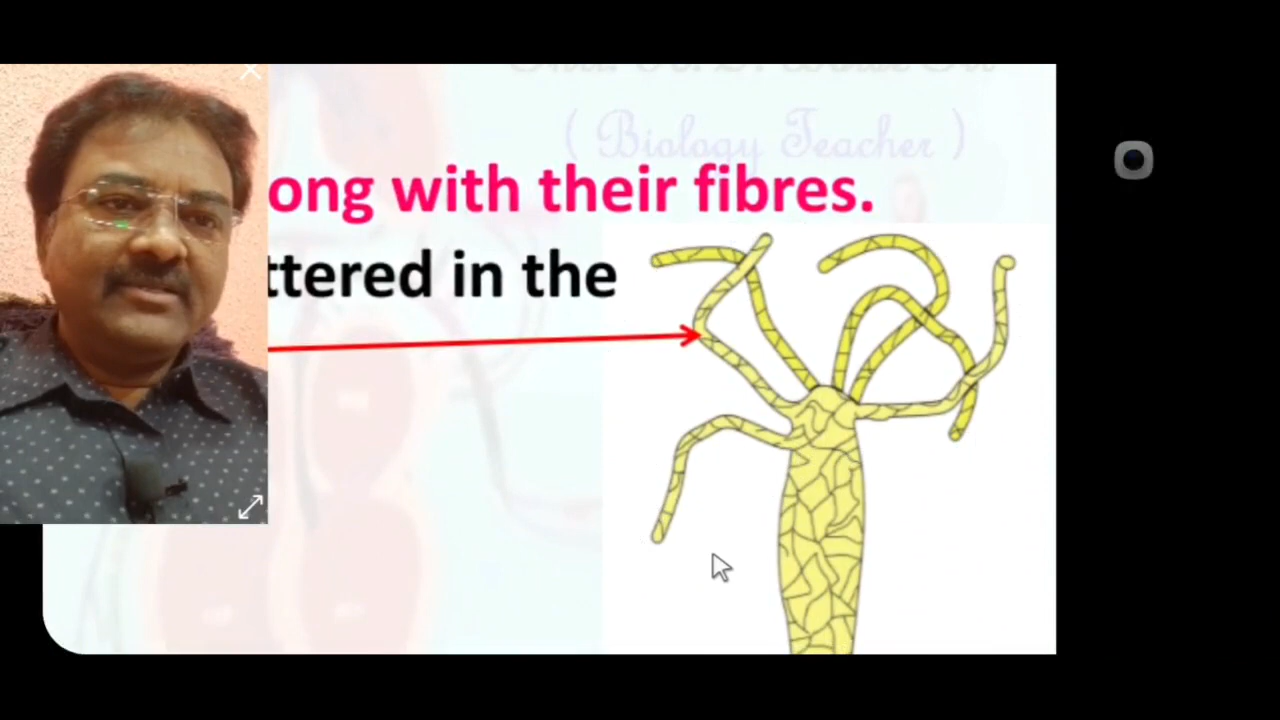 ( Biology Teacher )
ong with their fibres.
ttered in the